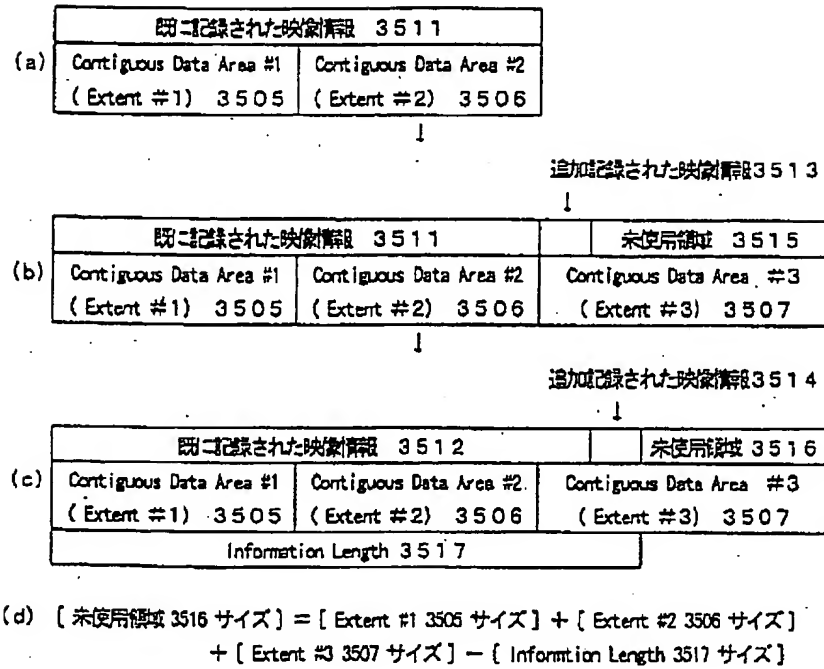 既に記録された映像情報 3511
(a) Contiguous Data Area #1 Contiguous Data Area #2
(Extent #1) 3505 (Extent #2) 3506
追加記録された映像情報3513
既に記録された映像情報 3511 未使用領域 3515
(b) Contiguous Data Area #1 Contiguous Data Area #2 Contiguous Data Area #3
(Extent #1) 3505 (Extent #2) 3506 (Extent #3) 3507
追加記録された映像情報3514
既に記録された映像情報 3512 未使用領域 3516
(c) Contiguous Data Area #1 Contiguous Data Area #2 Contiguous Data Area #3
(Extent #1) 3505 (Extent #2) 3506 (Extent #3) 3507
Information Length 3517
(d) [未使用領域 3516 サイズ] = [Extent #1 3505 サイズ] + [Extent #2 3506 サイズ]
+ [Extent #3 3507 サイズ] − [Informtion Length 3517 サイズ]